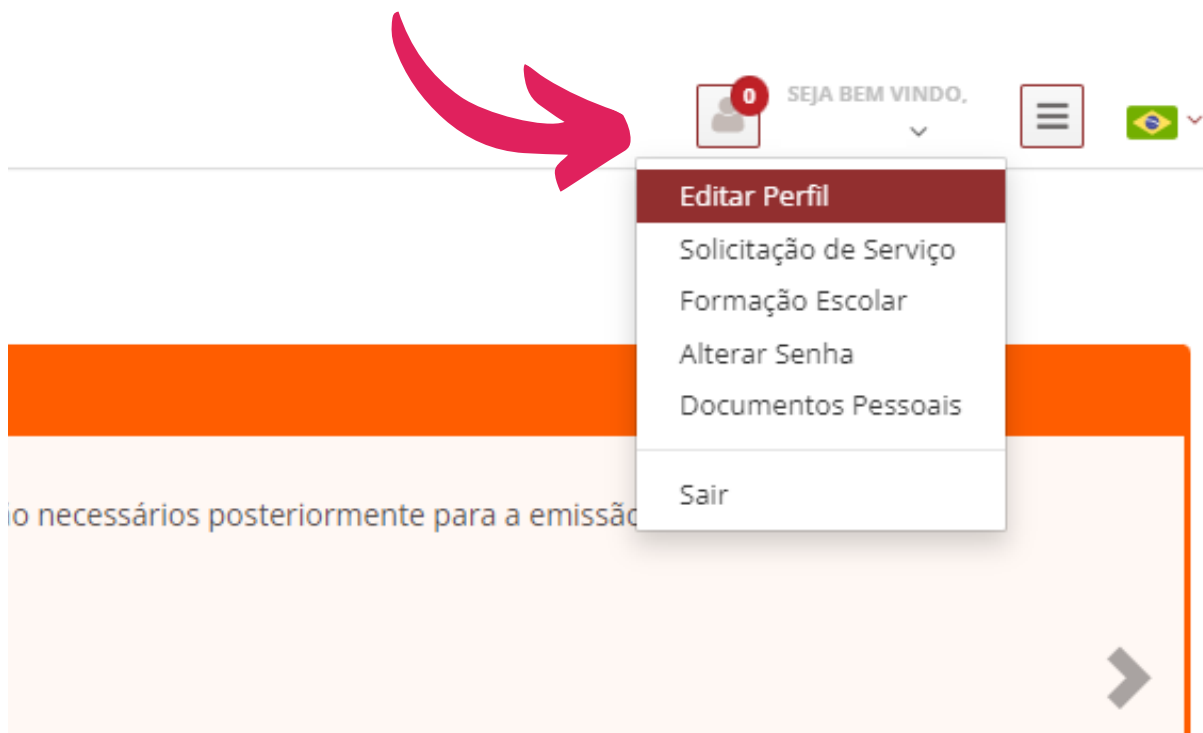 0
SEJA BEM VINDO,
Editar Perfil
Solicitação de Serviço
Formação Escolar
Alterar Senha
Documentos Pessoais
Sair
necessários posteriormente para a emissão